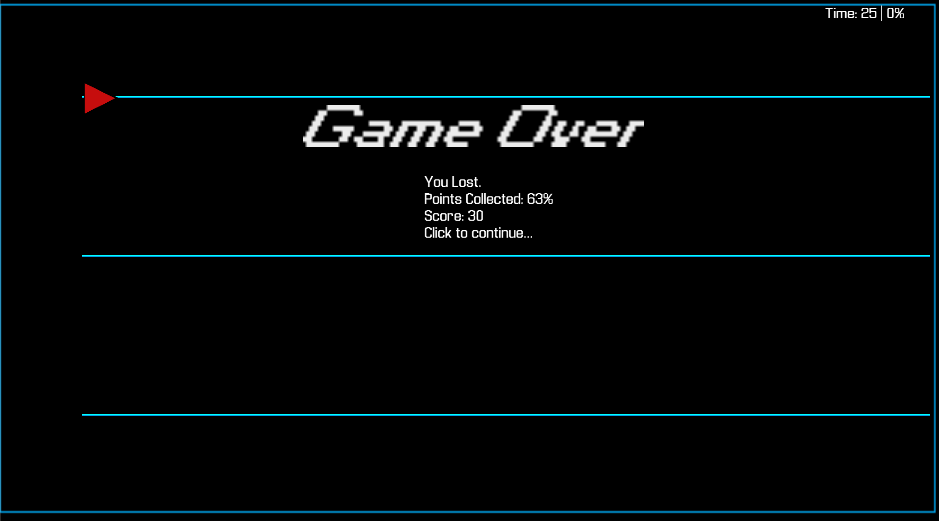 Time: 25 | 0%
Game Over
You Lost.
Points Collected: 63%
Score: 30
Click to continue...